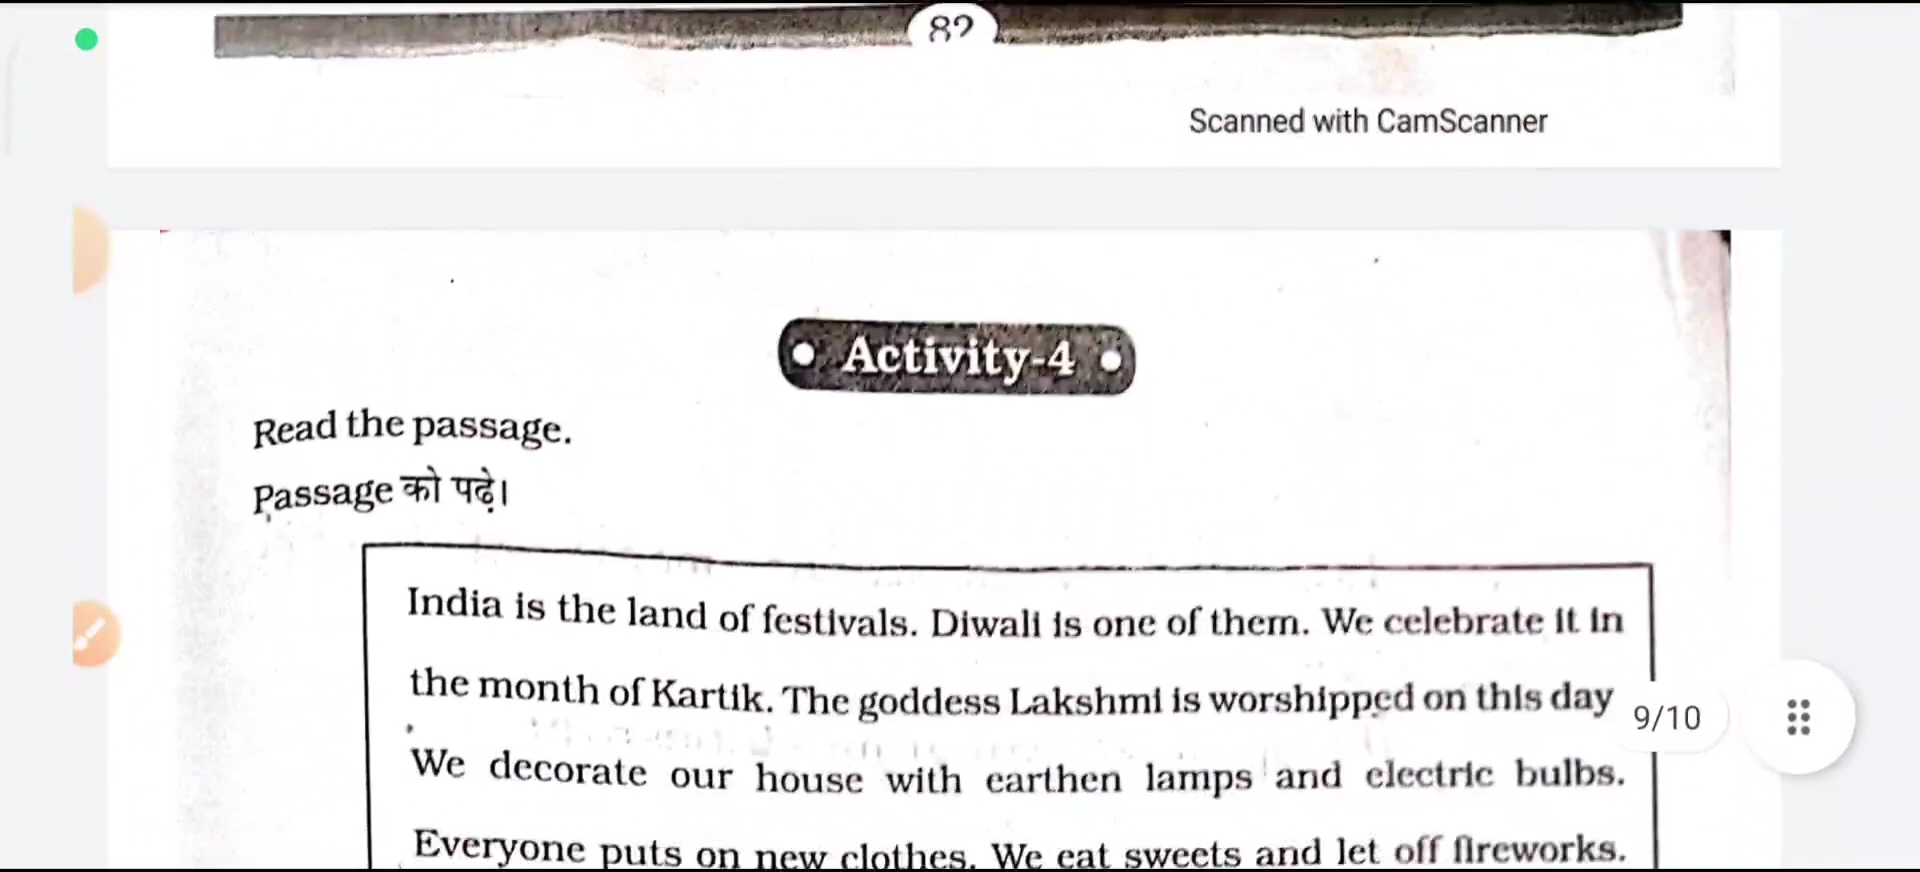 82
Scanned with CamScanner
• Activity-4 •
Read the passage.
Passage को पढ़े।
India is the land of festivals. Diwali is one of them. We celebrate it in
the month of Kartik. The goddess Lakshmi is worshipped on this day
9/10
We decorate our house with earthen lamps and electric bulbs.
Everyone puts on new clothes. We eat sweets and let off fireworks.